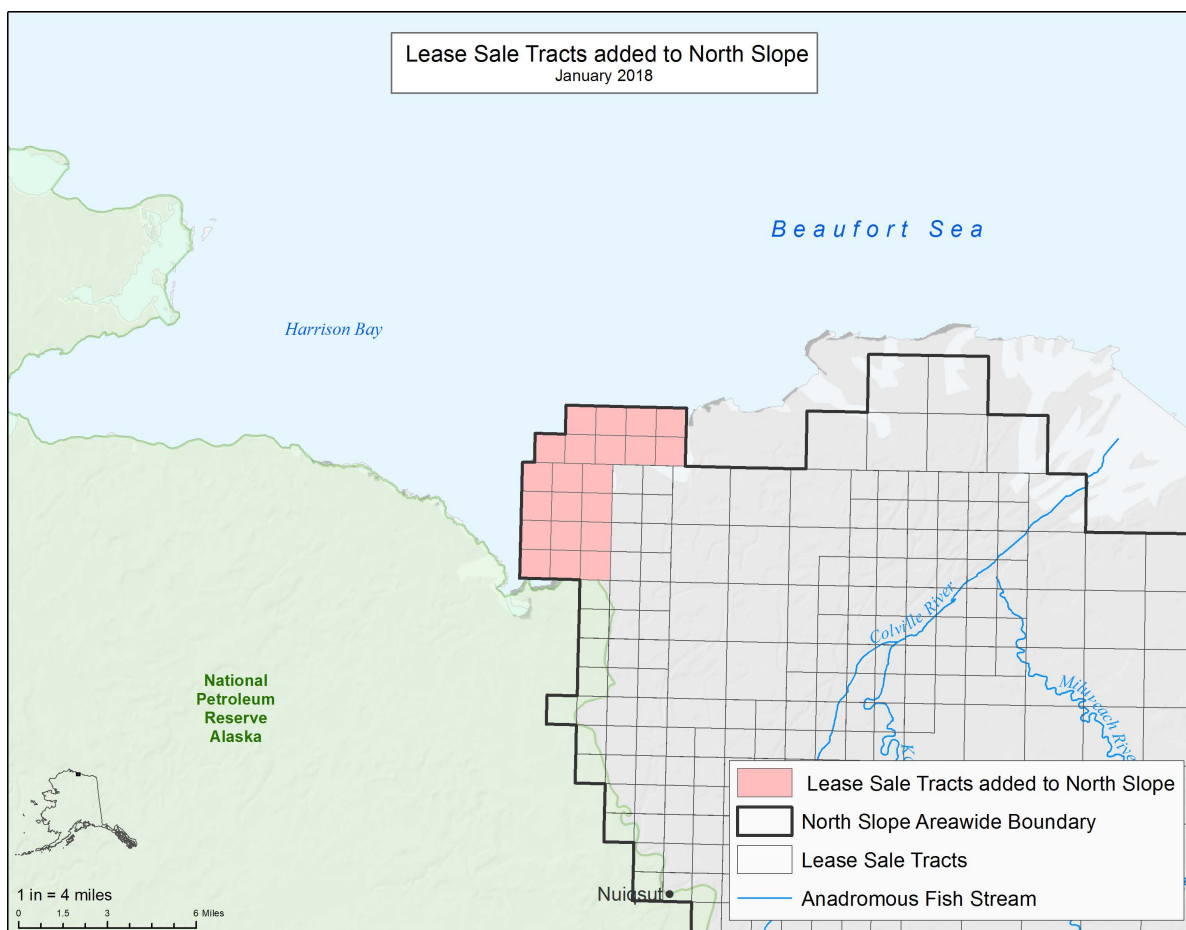 Lease Sale Tracts added to North Slope
January 2018
Beaufort Sea
Harrison Bay
Colville River
Miluveach River
National
Petroleum
Reserve
Alaska
Nuiqsut
1 in = 4 miles
0 1.5 3 6 Miles
Lease Sale Tracts added to North Slope
North Slope Areawide Boundary
Lease Sale Tracts
Anadromous Fish Stream